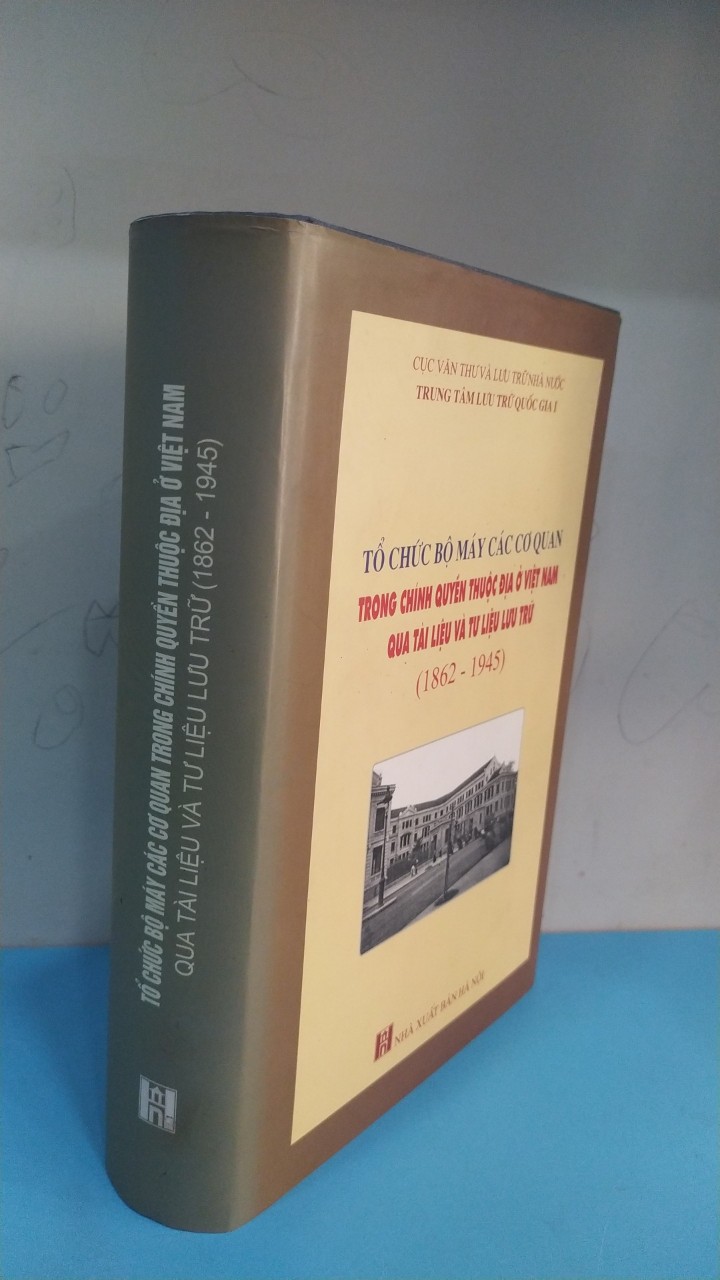 TỔ CHỨC BỘ MÁY CÁC CƠ QUAN TRONG CHÍNH QUYỀN THUỘC ĐỊA Ở VIỆT NAM
QUA TÀI LIỆU VÀ TƯ LIỆU LƯU TRỮ (1862 - 1945)
CỤC VĂN THƯ VÀ LƯU TRỮ NHÀ NƯỚC
TRUNG TÂM LƯU TRỮ QUỐC GIA I
TỔ CHỨC BỘ MÁY CÁC CƠ QUAN
TRONG CHÍNH QUYỀN THUỘC ĐỊA Ở VIỆT NAM
QUA TÀI LIỆU VÀ TƯ LIỆU LƯU TRỮ
(1862 - 1945)
NHÀ XUẤT BẢN HÀ NỘI